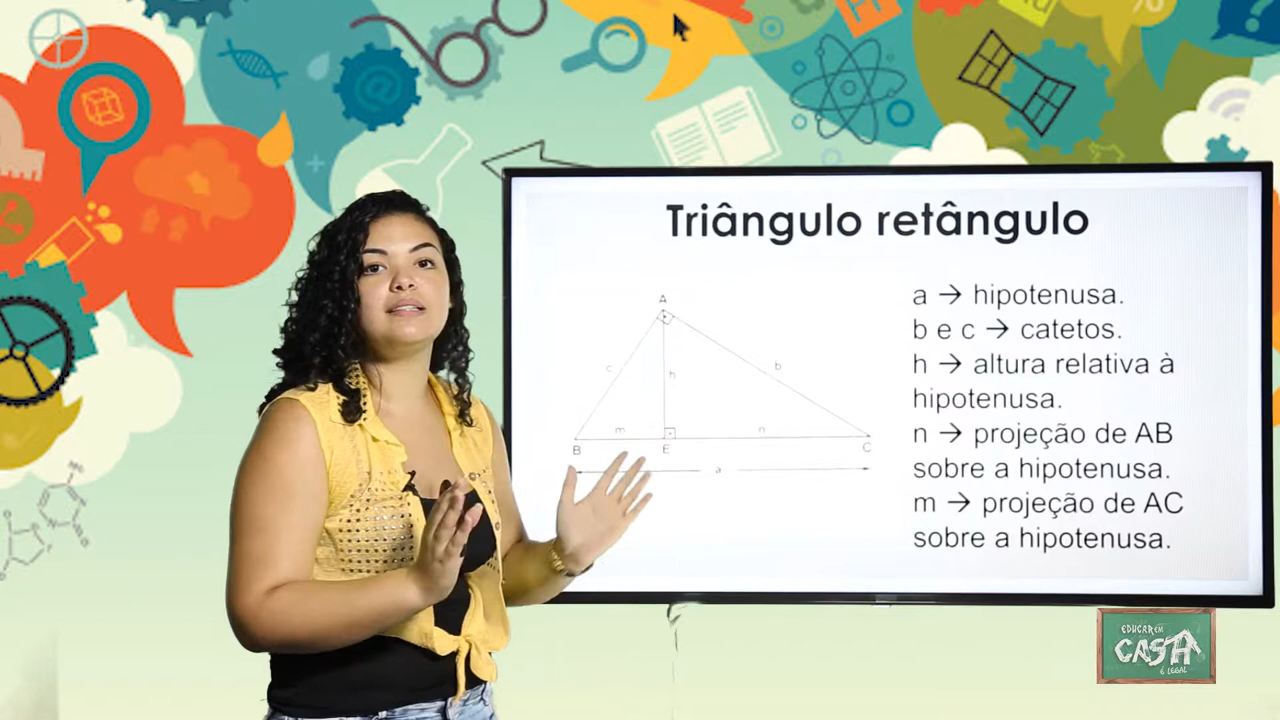 Triângulo retângulo
a → hipotenusa.
b e c → catetos.
h → altura relativa à
hipotenusa.
n → projeção de AB
sobre a hipotenusa.
m → projeção de AC
sobre a hipotenusa.
A
c
b
h
m
n
B
E
C
a
EDUCAR EM
CASA
É LEGAL